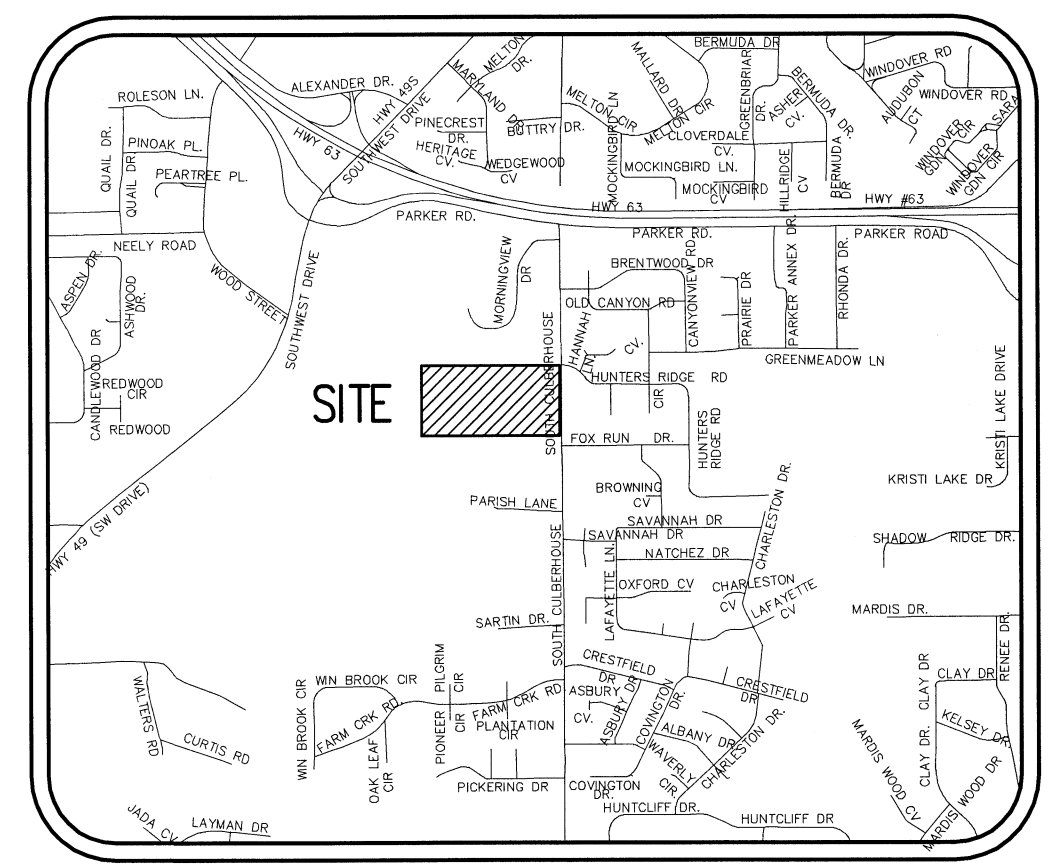 ROLESON LN.
ALEXANDER DR.
HWY 49S
SOUTHWEST DRIVE
HWY 63
MARYLAND DR.
MELTON DR.
PINECREST DR.
BUTTRY DR.
HERITAGE CV.
WEDGEWOOD CV
MELTON CIR
MOCKINGBIRD LN
MALLARD DR.
MELTON CIR
BERMUDA DR
GREENBRIAR DR.
ASHER CV.
BERMUDA DR.
CLOVERDALE CV.
MOCKINGBIRD LN.
MOCKINGBIRD CV
HILLRIDGE CV
BERMUDA DR
WINDOVER RD
AUDUBON CT
WINDOVER RD.
SARA
WINDOVER CIR
WINDOVER GDN
GDN CIR
QUAIL DR.
PINOAK PL.
PEARTREE PL.
QUAIL DR
HWY 63
HWY #63
PARKER RD.
PARKER RD.
PARKER ROAD
NEELY ROAD
WOOD STREET
SOUTHWEST DRIVE
ASPEN DR.
ASHWOOD DR.
CANDLEWOOD DR
REDWOOD CIR
REDWOOD
MORNINGVIEW DR
BRENTWOOD DR
OLD CANYON RD
CANYONVIEW RD.
PRAIRIE DR
PARKER ANNEX DR.
RHONDA DR.
HANNAH LN.
CV.
GREENMEADOW LN
SITE
SOUTH CULBERHOUSE
HUNTERS RIDGE RD
CIR
HUNTERS RIDGE RD
FOX RUN DR.
KRISTI LAKE DRIVE
KRISTI LAKE DR
HWY 49 (SW DRIVE)
PARISH LANE
BROWNING CV
SAVANNAH DR
SAVANNAH DR
NATCHEZ DR
CHARLESTON DR.
SHADOW RIDGE DR.
SOUTH CULBERHOUSE
LAFAYETTE LN.
OXFORD CV
CHARLESTON CV
LAFAYETTE CV
MARDIS DR.
RENEE DR.
SARTIN DR.
CRESTFIELD DR
CRESTFIELD DR
WALTERS RD
CURTIS RD
WIN BROOK CIR
WIN BROOK CIR
FARM CRK RD
OAK LEAF CIR
PILGRIM CIR
PIONEER CIR
FARM CRK RD
PLANTATION CIR
PICKERING DR
ASBURY CV.
ASBURY DR
COVINGTON DR.
ALBANY DR
WAVERLY CIR.
CHARLESTON DR.
COVINGTON DR.
HUNTCLIFF DR.
HUNTCLIFF DR
CLAY DR
CLAY DR
CLAY DR.
KELSEY DR
MARDIS WOOD CV
MARDIS WOOD DR
JADA CV
LAYMAN DR